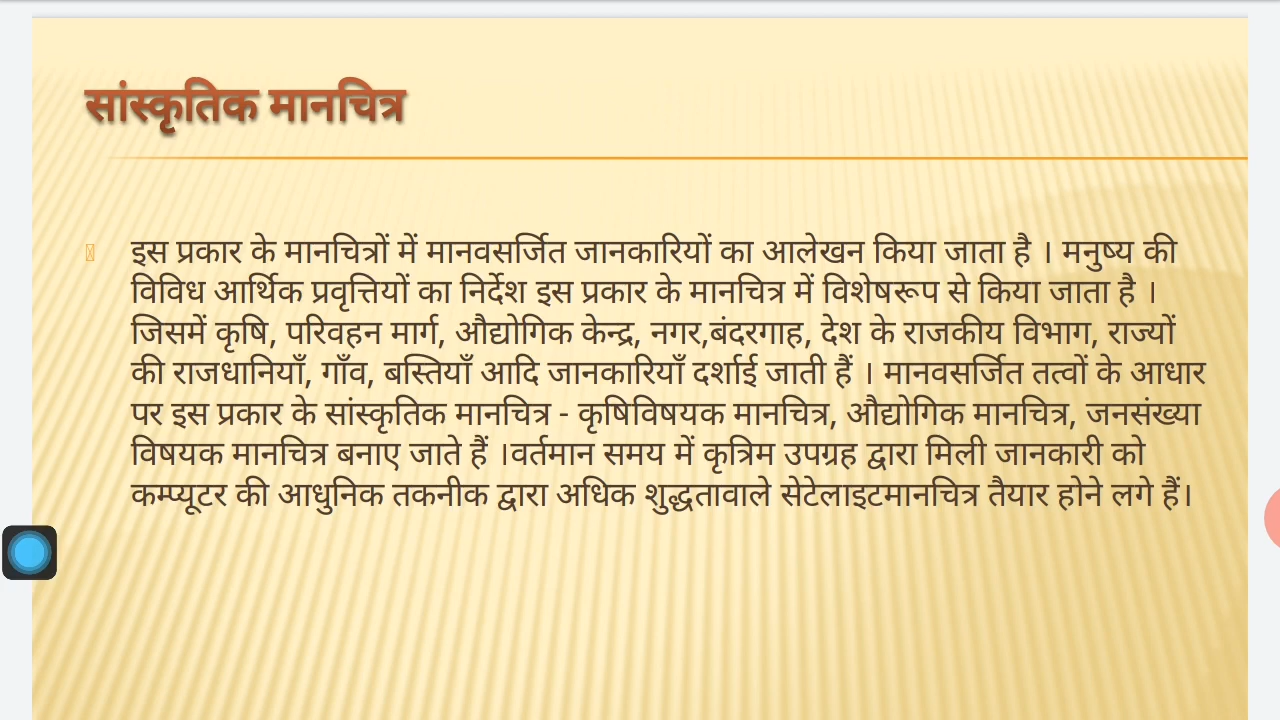 सांस्कृतिक मानचित्र
इस प्रकार के मानचित्रों में मानवसर्जित जानकारियों का आलेखन किया जाता है । मनुष्य की
विविध आर्थिक प्रवृत्तियों का निर्देश इस प्रकार के मानचित्र में विशेषरूप से किया जाता है ।
जिसमें कृषि, परिवहन मार्ग, औद्योगिक केन्द्र, नगर,बंदरगाह, देश के राजकीय विभाग, राज्यों
की राजधानियाँ, गाँव, बस्तियाँ आदि जानकारियाँ दर्शाई जाती हैं । मानवसर्जित तत्वों के आधार
पर इस प्रकार के सांस्कृतिक मानचित्र - कृषिविषयक मानचित्र, औद्योगिक मानचित्र, जनसंख्या
विषयक मानचित्र बनाए जाते हैं ।वर्तमान समय में कृत्रिम उपग्रह द्वारा मिली जानकारी को
कम्प्यूटर की आधुनिक तकनीक द्वारा अधिक शुद्धतावाले सेटेलाइटमानचित्र तैयार होने लगे हैं।